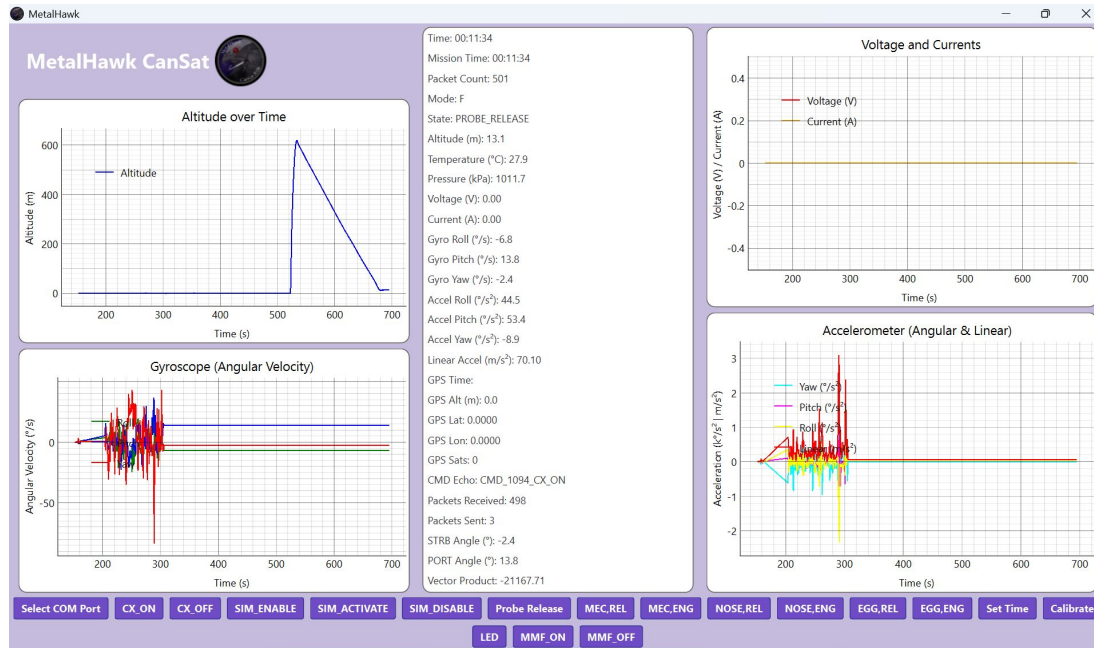 MetalHawk
MetalHawk CanSat
Altitude over Time
Altitude (m)
600
400
200
0
Altitude
200 300 400 500 600 700
Time (s)
Gyroscope (Angular Velocity)
Angular Velocity (°/s)
0
-50
200 300 400 500 600 700
Time (s)
Time: 00:11:34
Mission Time: 00:11:34
Packet Count: 501
Mode: F
State: PROBE_RELEASE
Altitude (m): 13.1
Temperature (°C): 27.9
Pressure (kPa): 1011.7
Voltage (V): 0.00
Current (A): 0.00
Gyro Roll (°/s): -6.8
Gyro Pitch (°/s): 13.8
Gyro Yaw (°/s): -2.4
Accel Roll (°/s²): 44.5
Accel Pitch (°/s²): 53.4
Accel Yaw (°/s²): -8.9
Linear Accel (m/s²): 70.10
GPS Time:
GPS Alt (m): 0.0
GPS Lat: 0.0000
GPS Lon: 0.0000
GPS Sats: 0
CMD Echo: CMD_1094_CX_ON
Packets Received: 498
Packets Sent: 3
STRB Angle (°): -2.4
PORT Angle (°): 13.8
Vector Product: -21167.71
Voltage and Currents
Voltage (V) / Current (A)
0.4
0.2
0
-0.2
-0.4
Voltage (V)
Current (A)
200 300 400 500 600 700
Time (s)
Accelerometer (Angular & Linear)
3
2
1
0
-1
-2
Yaw (°/s²)
Pitch (°/s²)
Roll (°/s²)
200 300 400 500 600 700
Time (s)
Select COM Port CX_ON CX_OFF SIM_ENABLE SIM_ACTIVATE SIM_DISABLE Probe Release MEC,REL MEC,ENG NOSE,REL NOSE,ENG EGG,REL EGG,ENG Set Time Calibrate
LED MMF_ON MMF_OFF